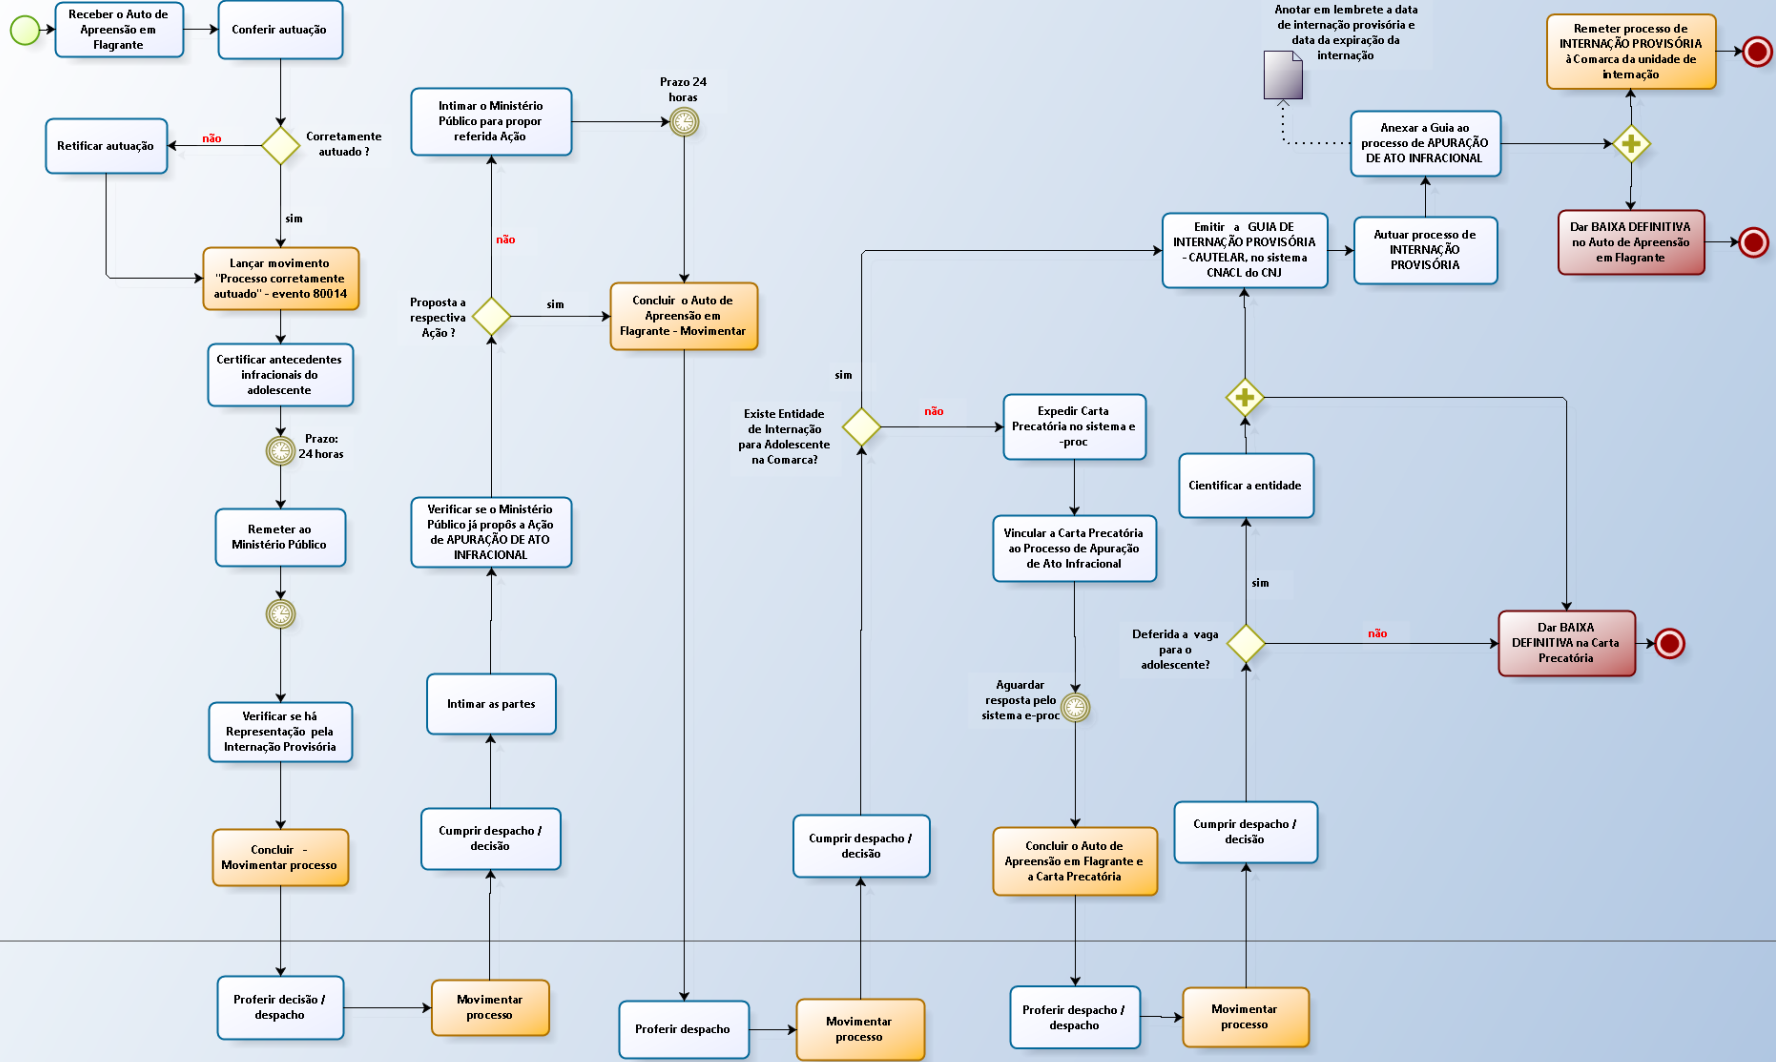 Receber o Auto de
Apreensão em
Flagrante
Conferir autuação
Corretamente
autuado ?
não
Retificar autuação
sim
Lançar movimento
"Processo corretamente
autuado" - evento 80014
Certificar antecedentes
infracionais do
adolescente
Prazo:
24 horas
Remeter ao
Ministério Público
Verificar se há
Representação pela
Internação Provisória
Concluir -
Movimentar processo
Proferir decisão /
despacho
Movimentar
processo
Cumprir despacho /
decisão
Intimar as partes
Verificar se o Ministério
Público já propôs a Ação
de APURAÇÃO DE ATO
INFRACIONAL
Proposta a
respectiva
Ação ?
não
sim
Intimar o Ministério
Público para propor
referida Ação
Prazo 24
horas
Concluir o Auto de
Apreensão em
Flagrante - Movimentar
Proferir despacho
Movimentar
processo
Cumprir despacho /
decisão
Existe Entidade
de Internação
para Adolescente
na Comarca?
sim
não
Expedir Carta
Precatória no sistema e
-proc
Vincular a Carta Precatória
ao Processo de Apuração
de Ato Infracional
Aguardar
resposta pelo
sistema e-proc
Concluir o Auto de
Apreensão em Flagrante e
a Carta Precatória
Proferir despacho /
despacho
Movimentar
processo
Cumprir despacho /
decisão
Deferida a vaga
para o
adolescente?
sim
não
Dar BAIXA
DEFINITIVA na Carta
Precatória
Cientificar a entidade
Emitir a GUIA DE
INTERNAÇÃO PROVISÓRIA
- CAUTELAR, no sistema
CNACL do CNJ
Autuar processo de
INTERNAÇÃO
PROVISÓRIA
Anexar a Guia ao
processo de APURAÇÃO
DE ATO INFRACIONAL
Anotar em lembrete a data
de internação provisória e
data da expiração da
internação
Remeter processo de
INTERNAÇÃO PROVISÓRIA
à Comarca da unidade de
internação
Dar BAIXA DEFINITIVA
no Auto de Apreensão
em Flagrante